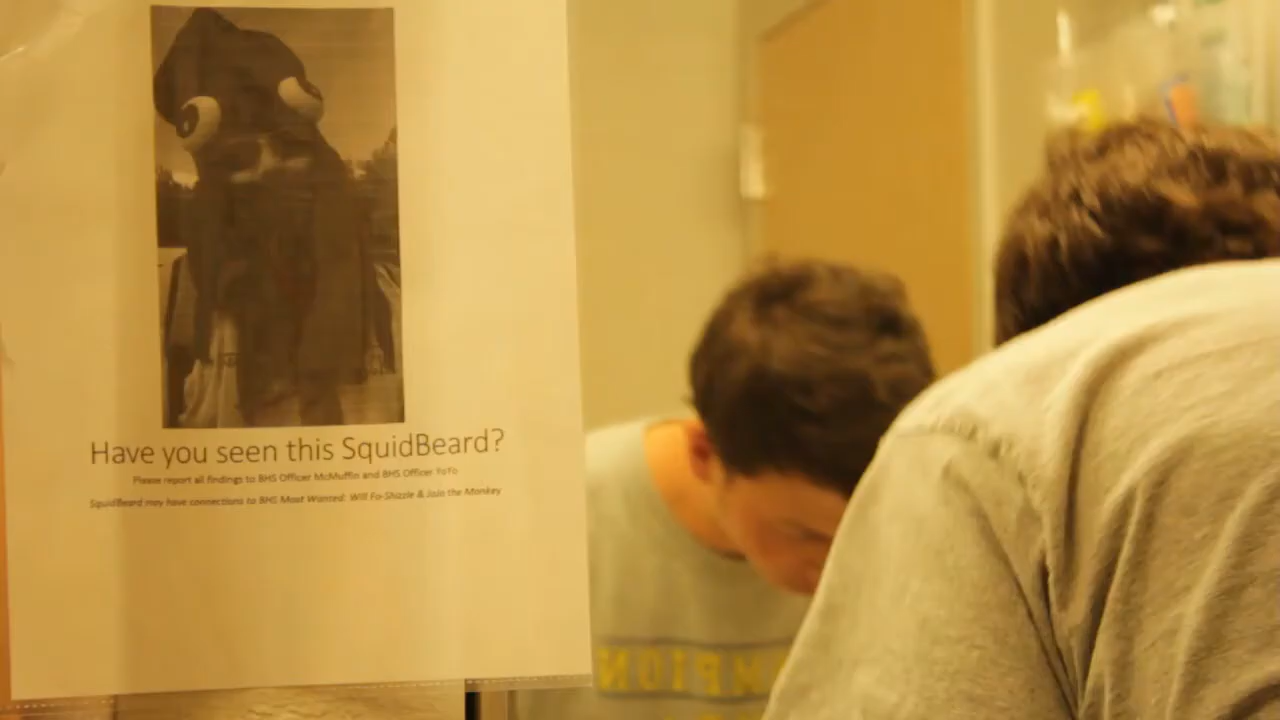 Have you seen this SquidBeard?
Please report all findings to BHS Officer McMuffin and BHS Officer YoYo
SquidBeard may have connections to BHS Most Wanted: Will Fo-Shizzle & JoJo the Monkey